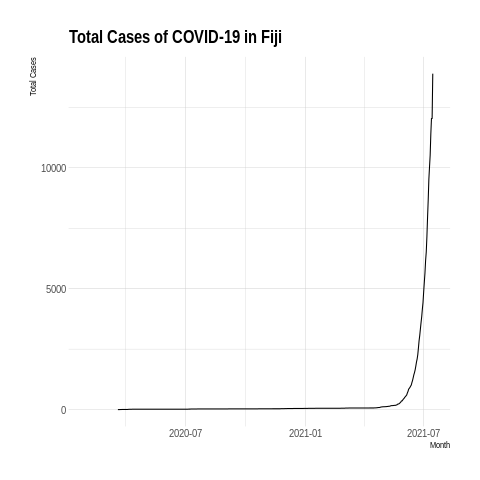 Total Cases of COVID-19 in Fiji
Total Cases
10000
5000
0
2020-07
2021-01
2021-07
Month